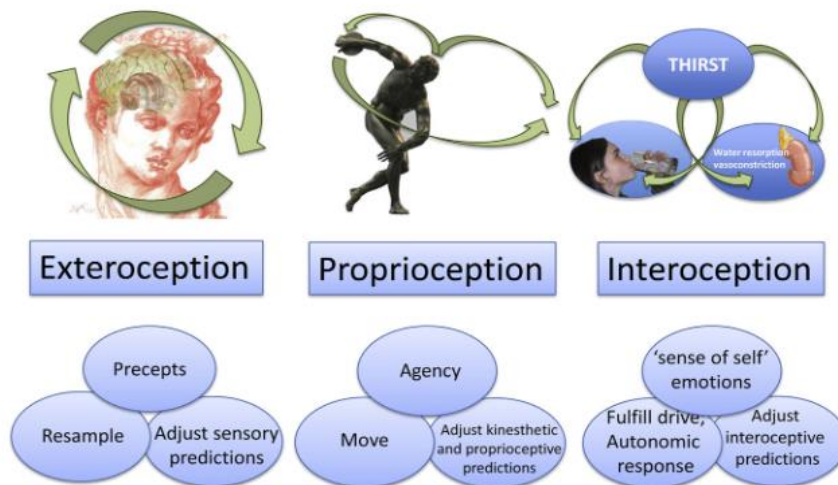 THIRST
Water resorption
vasoconstriction
Exteroception
Proprioception
Interoception
Precepts
Resample
Adjust sensory
predictions
Agency
Move
Adjust kinesthetic
and proprioceptive
predictions
‘sense of self’
emotions
Fulfill drive,
Autonomic
response
Adjust
interoceptive
predictions